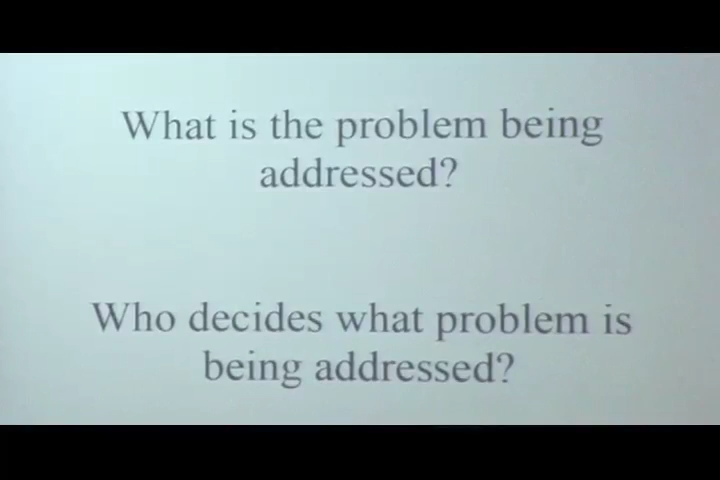 What is the problem being
addressed?
Who decides what problem is
being addressed?